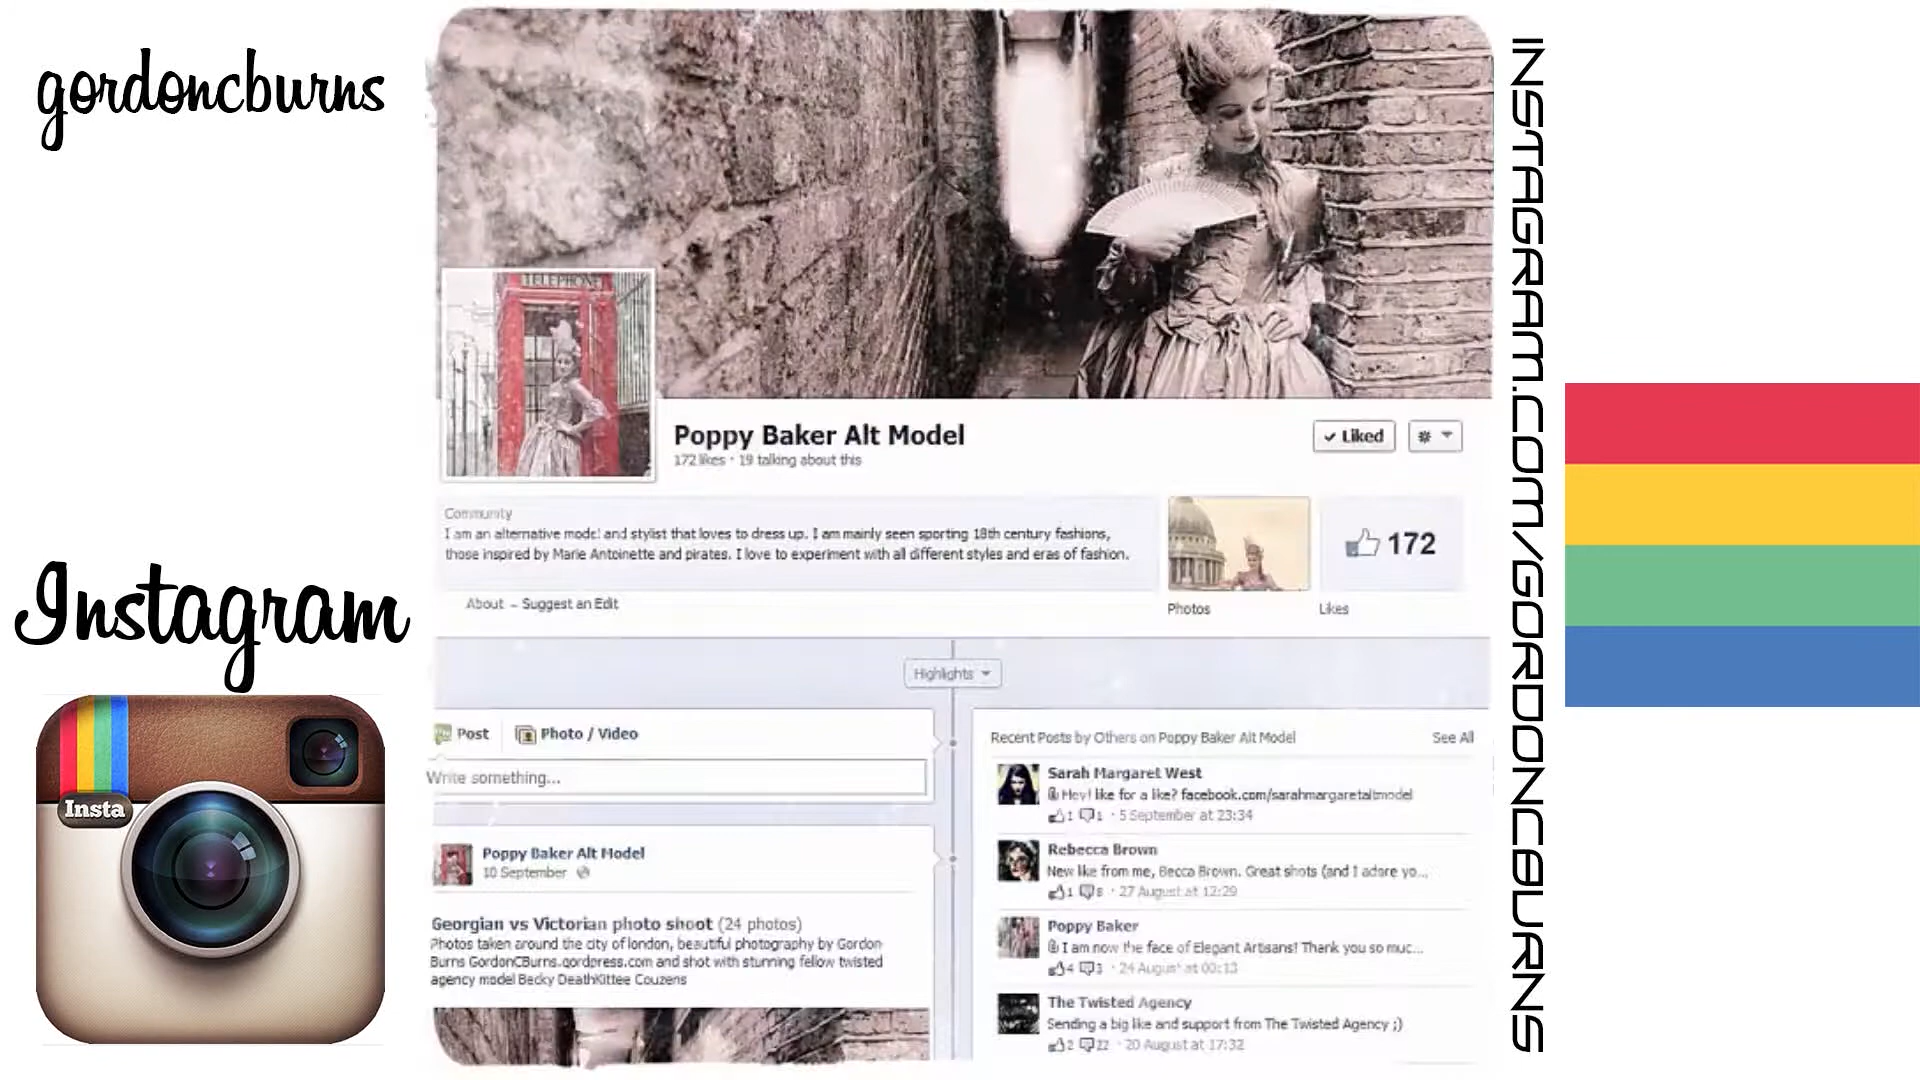 gordoncburns
Instagram
Insta
TELEPHONE
Poppy Baker Alt Model
172 likes · 19 talking about this
Liked
Community
I am an alternative model and stylist that loves to dress up. I am mainly seen sporting 18th century fashions,
those inspired by Marie Antoinette and pirates. I love to experiment with all different styles and eras of fashion.
About – Suggest an Edit
Photos
172
Likes
Highlights
Post
Photo / Video
Write something...
Poppy Baker Alt Model
10 September
Georgian vs Victorian photo shoot (24 photos)
Photos taken around the city of london, beautiful photography by Gordon
Burns GordonCBurns.qordpress.com and shot with stunning fellow twisted
agency model Becky DeathKittee Couzens
Recent Posts by Others on Poppy Baker Alt Model
See All
Sarah Margaret West
Hey! like for a like? facebook.com/sarahmargaretaltmodel
1 1 · 5 September at 23:34
Rebecca Brown
New like from me, Becca Brown. Great shots (and I adore yo...
1 8 · 27 August at 12:29
Poppy Baker
I am now the face of Elegant Artisans! Thank you so muc...
4 3 · 24 August at 00:13
The Twisted Agency
Sending a big like and support from The Twisted Agency ;)
2 22 · 20 August at 17:32
INSTAGRAM.COM/GORDONCBURNS